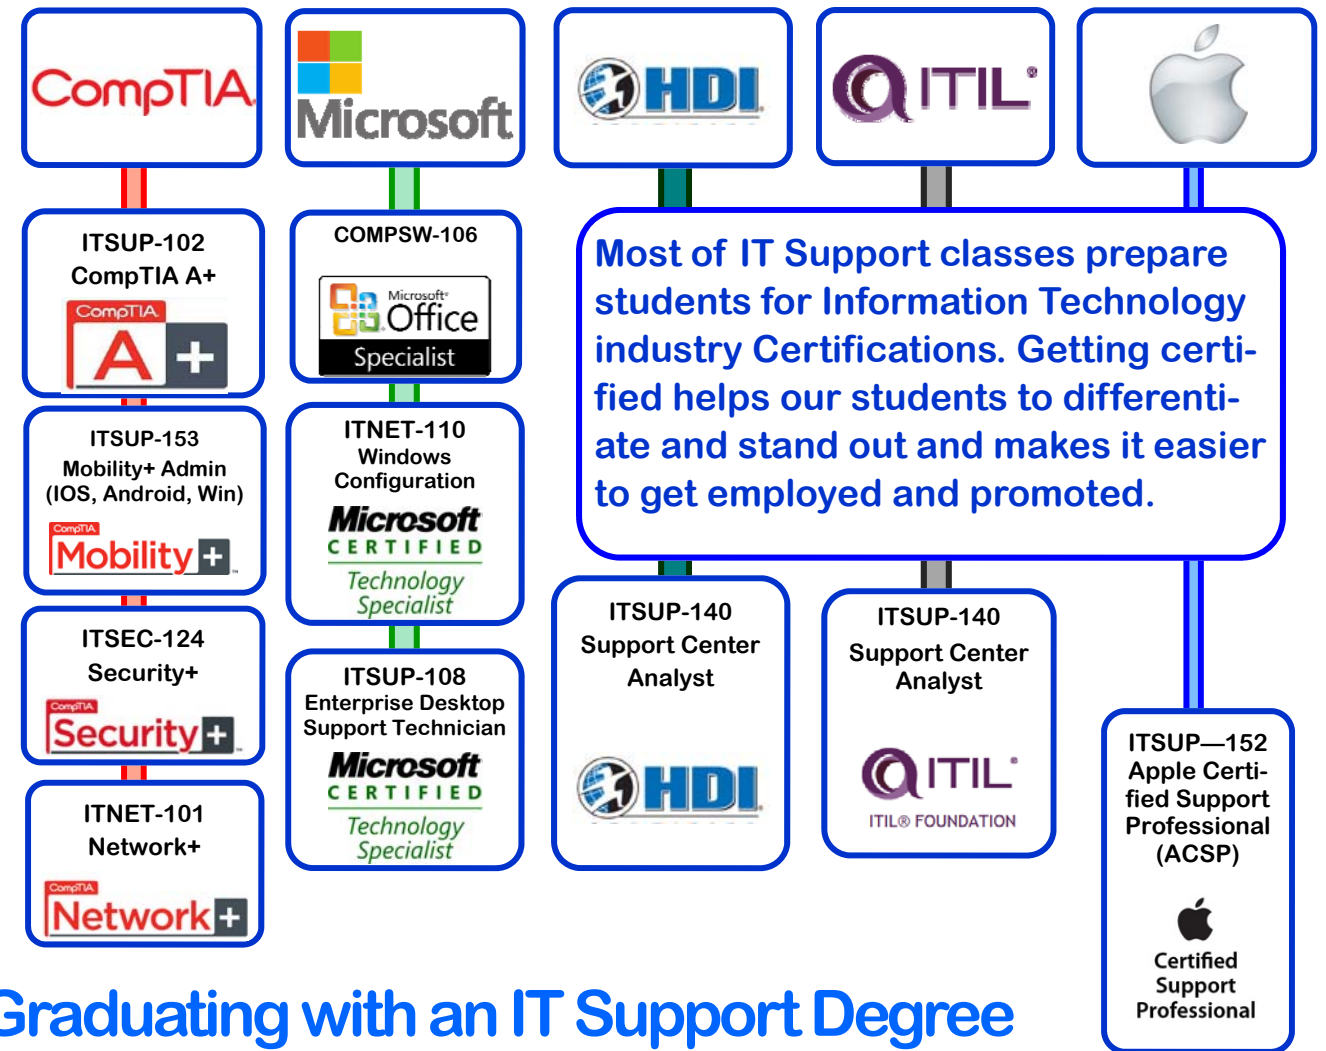 CompTIA.
Microsoft
HDI
ITIL®
ITSUP-102
CompTIA A+
CompTIA
A+
ITSUP-153
Mobility+ Admin
(IOS, Android, Win)
CompTIA
Mobility+™
ITSEC-124
Security+
CompTIA
Security+™
ITNET-101
Network+
CompTIA
Network+
COMPSW-106
Microsoft®
Office
Specialist
ITNET-110
Windows
Configuration
Microsoft
CERTIFIED
Technology
Specialist
ITSUP-108
Enterprise Desktop
Support Technician
Microsoft
CERTIFIED
Technology
Specialist
Most of IT Support classes prepare
students for Information Technology
industry Certifications. Getting certi-
fied helps our students to differenti-
ate and stand out and makes it easier
to get employed and promoted.
ITSUP-140
Support Center
Analyst
HDI
ITSUP-140
Support Center
Analyst
ITIL®
ITIL® FOUNDATION
ITSUP—152
Apple Certi-
fied Support
Professional
(ACSP)
Certified
Support
Professional
Graduating with an IT Support Degree